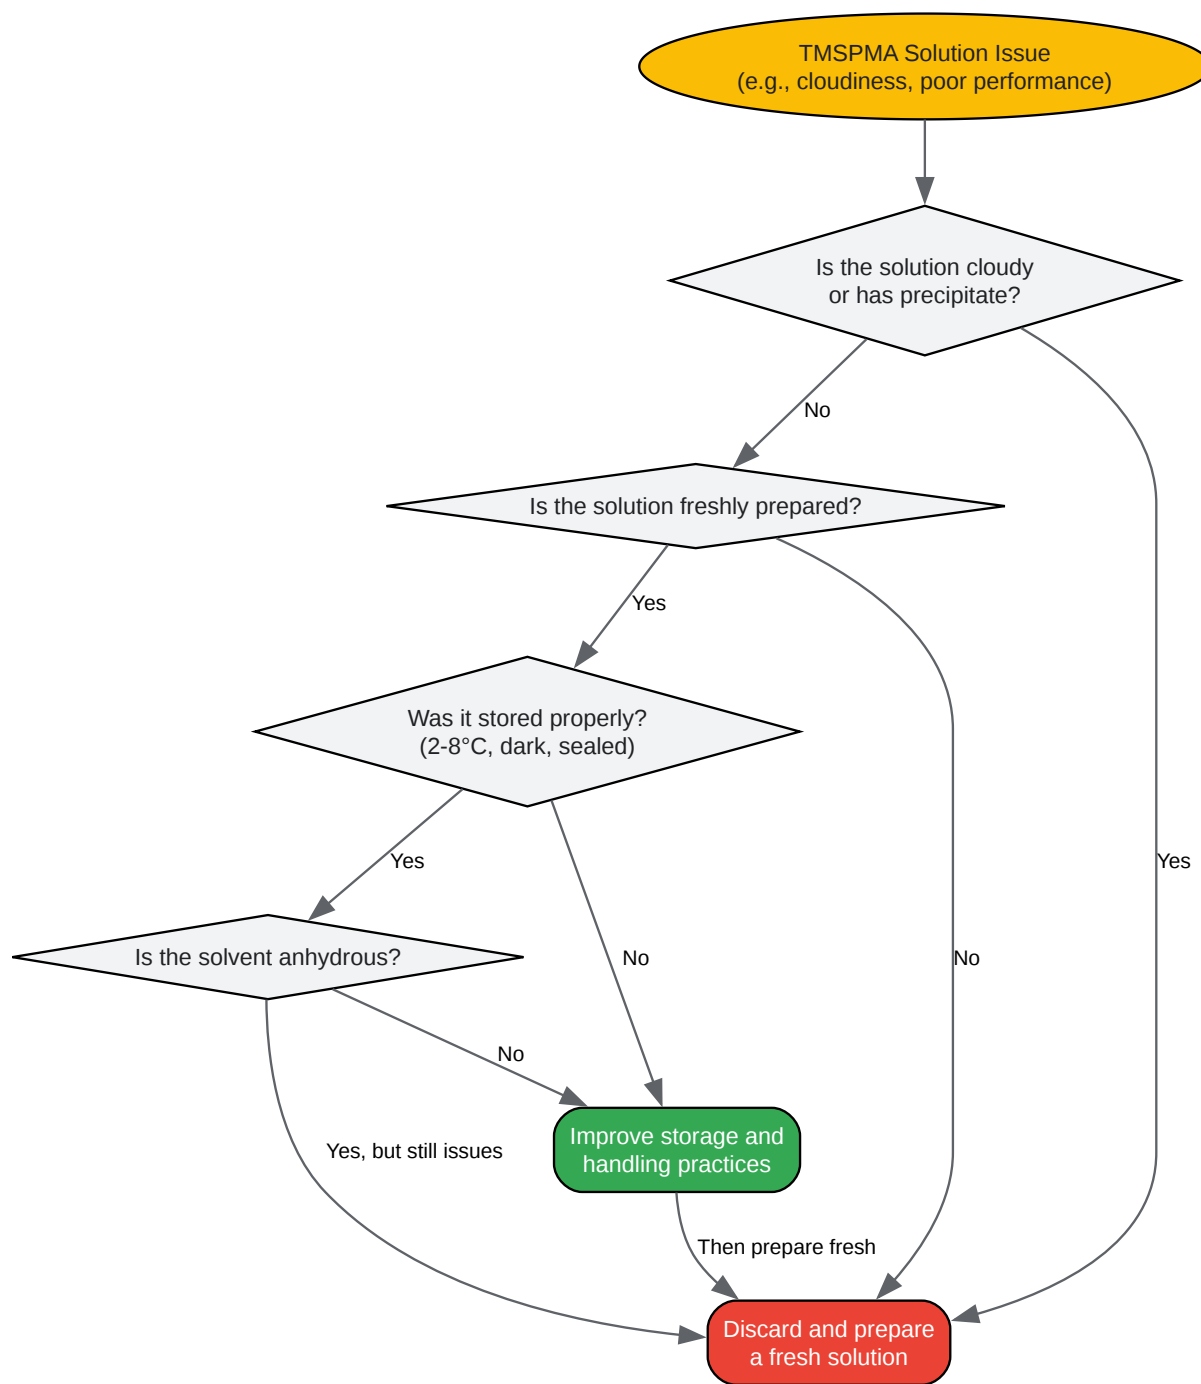 TMSPMA Solution Issue
(e.g., cloudiness, poor performance)
Is the solution cloudy
or has precipitate?
No
Is the solution freshly prepared?
Yes
Was it stored properly?
(2-8°C, dark, sealed)
Yes
Yes
Is the solvent anhydrous?
No
No
No
Improve storage and
handling practices
Yes, but still issues
Then prepare fresh
Discard and prepare
a fresh solution